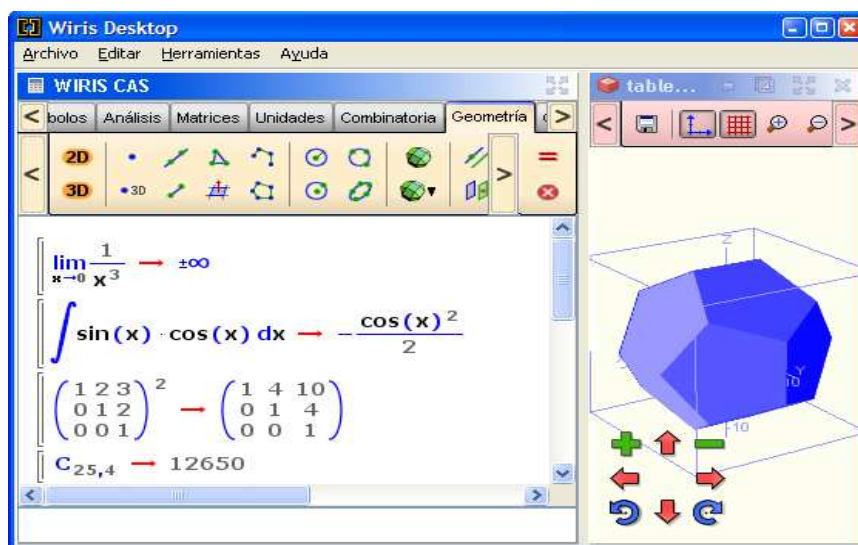 Wiris Desktop
Archivo Editar Herramientas Ayuda
WIRIS CAS
bolos Análisis Matrices Unidades Combinatoria Geometría
2D
3D
3D
lim x→0 1/x³ → ±∞
∫ sin(x) · cos(x) dx → - cos(x)²/2
(1 2 3)² → (1 4 10)
(0 1 2) (0 1 4)
(0 0 1) (0 0 1)
C25,4 → 12650
table...
Z
Y
10
-10